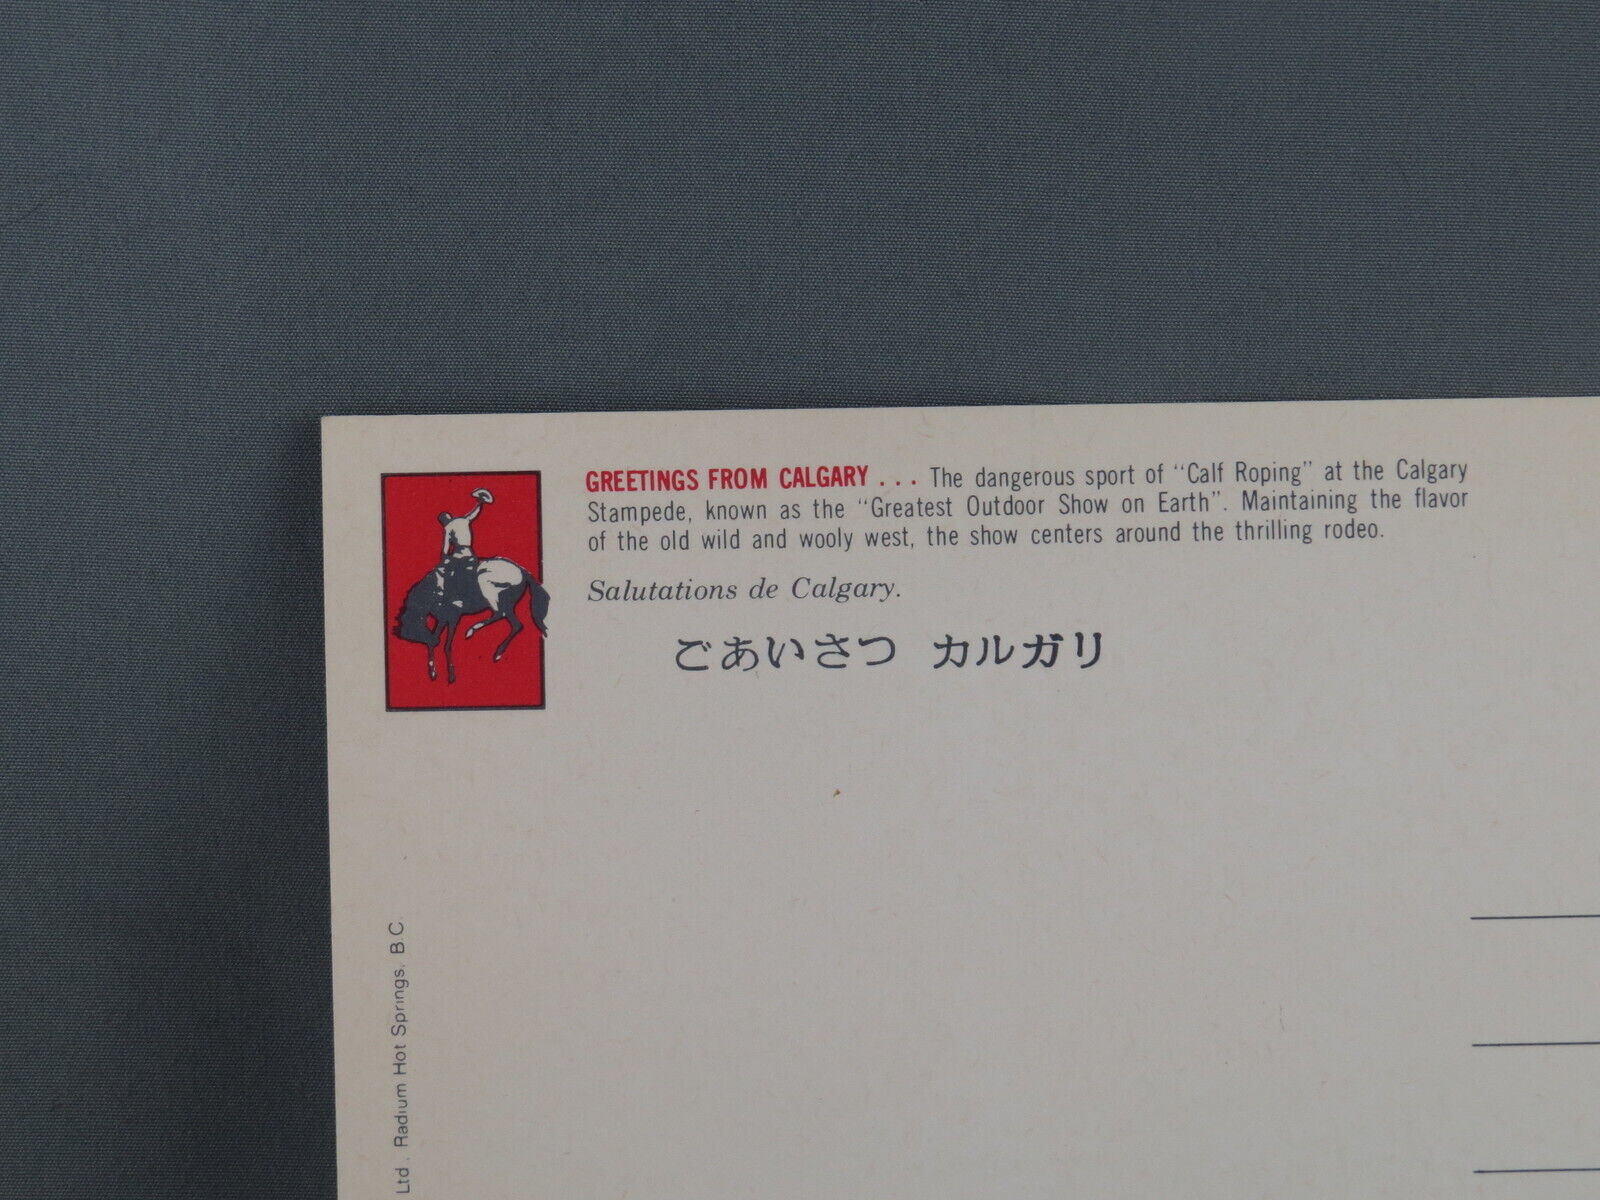 GREETINGS FROM CALGARY . . . The dangerous sport of "Calf Roping" at the Calgary
Stampede, known as the "Greatest Outdoor Show on Earth". Maintaining the flavor
of the old wild and wooly west, the show centers around the thrilling rodeo.
Salutations de Calgary.
ごあいさつ カルガリ
Ltd. Radium Hot Springs, B.C.